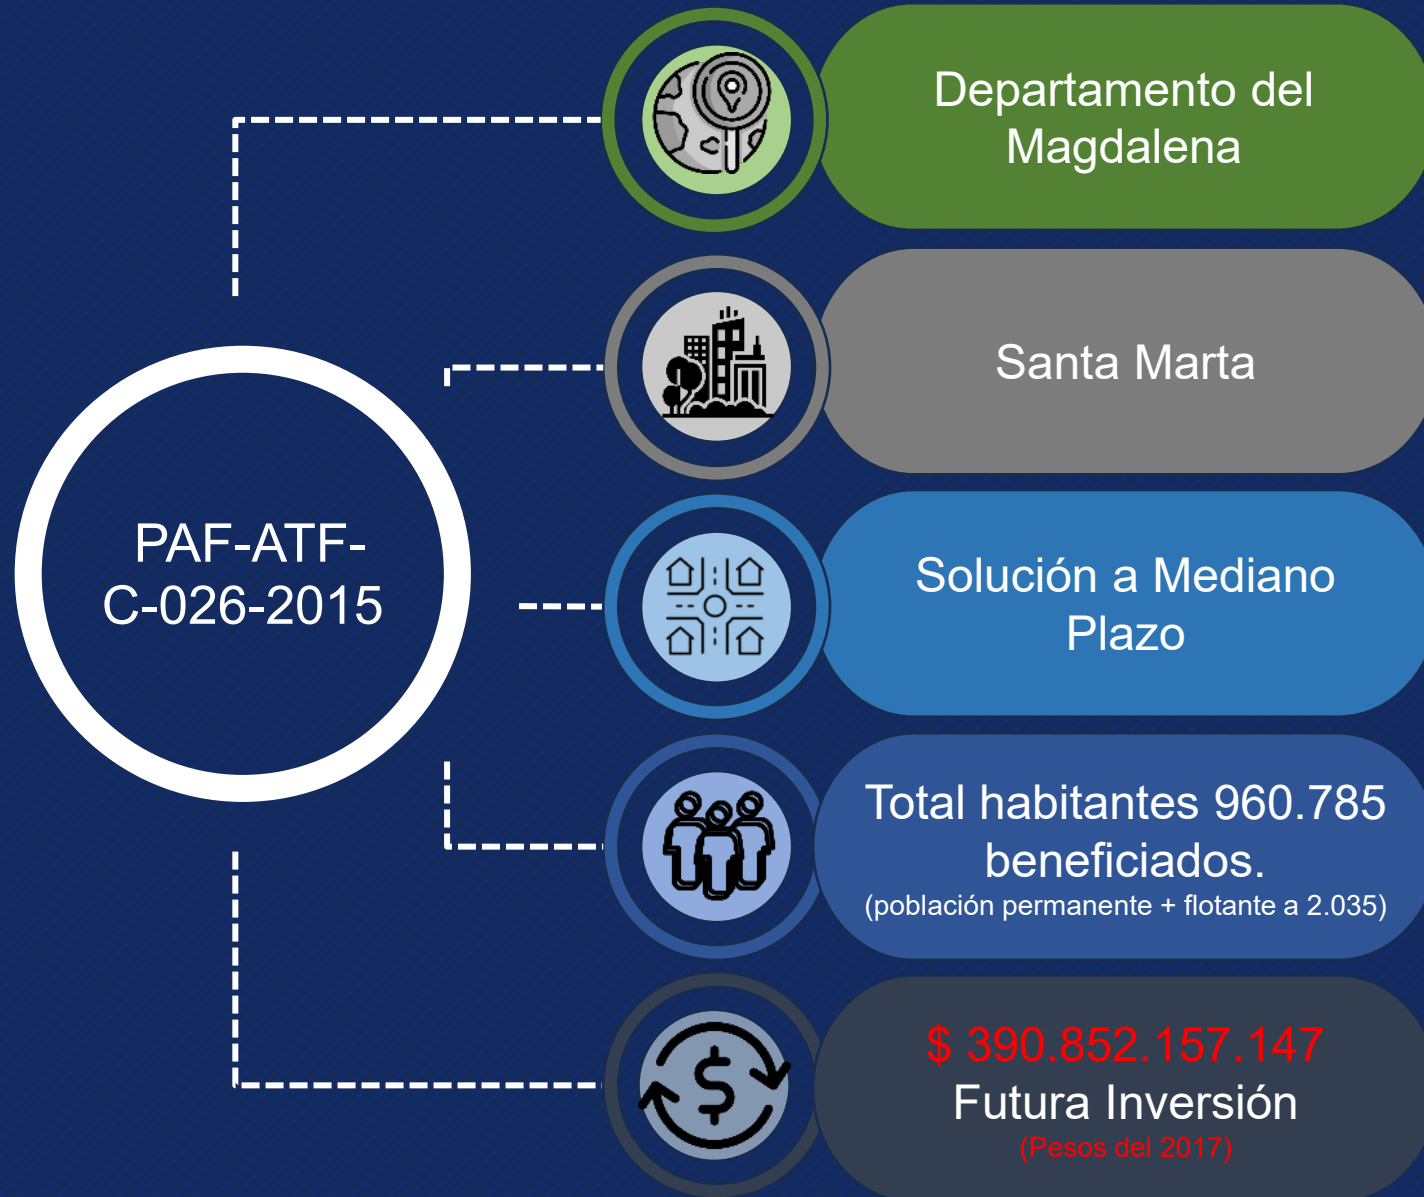 PAF-ATF-
C-026-2015
Departamento del
Magdalena
Santa Marta
Solución a Mediano
Plazo
Total habitantes 960.785
beneficiados.
(población permanente + flotante a 2.035)
$ 390.852.157.147
Futura Inversión
(Pesos del 2017)